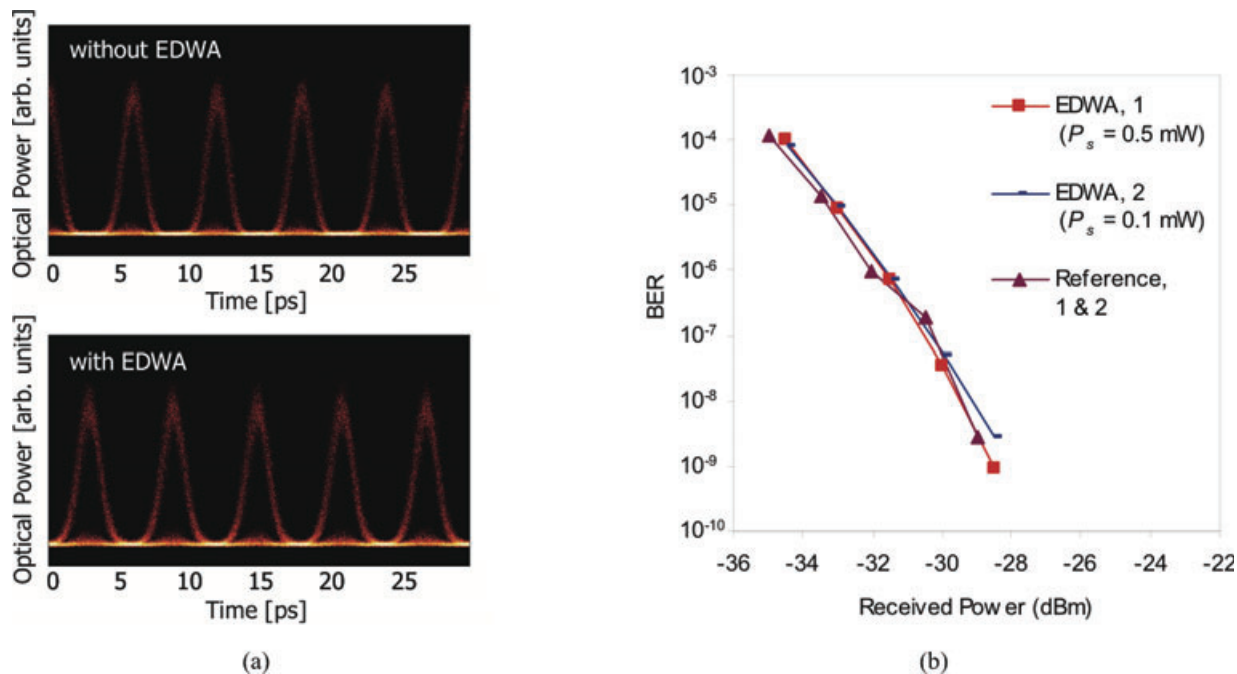 without EDWA
Optical Power [arb. units]
0 5 10 15 20 25
Time [ps]
with EDWA
Optical Power [arb. units]
0 5 10 15 20 25
Time [ps]
(a)
10-3
10-4
10-5
10-6
10-7
10-8
10-9
10-10
BER
-36 -34 -32 -30 -28 -26 -24 -22
Received Power (dBm)
EDWA, 1
(Ps = 0.5 mW)
EDWA, 2
(Ps = 0.1 mW)
Reference,
1 & 2
(b)